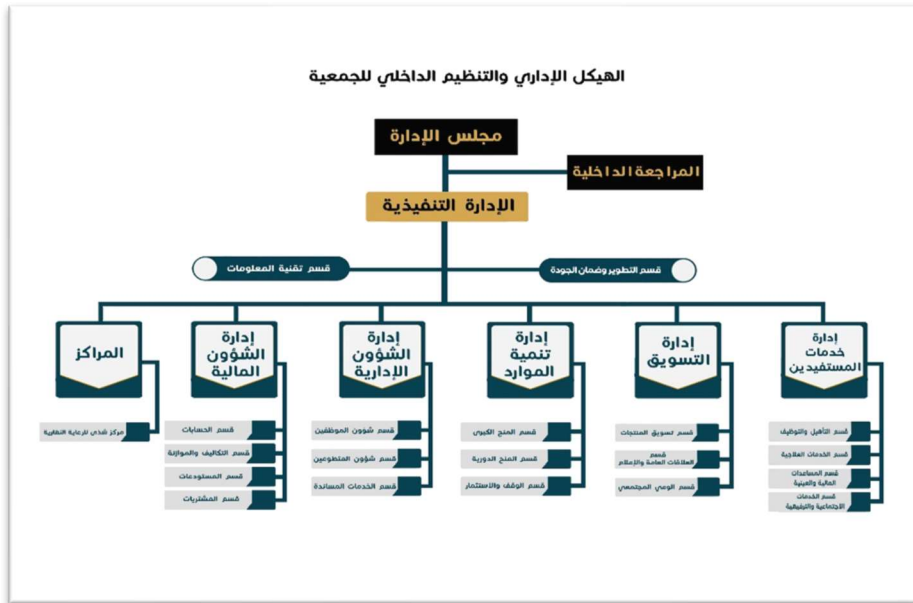 الهيكل الإداري والتنظيم الداخلي للجمعية
مجلس الإدارة
المراجعة الداخلية
الإدارة التنفيذية
قسم التطوير وضمان الجودة
قسم تقنية المعلومات
إدارة
خدمات
المستفيدين
قسم التأهيل والتوظيف
قسم الخدمات العلاجية
قسم المساعدات
المالية والعينية
قسم الخدمات
الاجتماعية والترفيهية
إدارة
التسويق
قسم تسويق المنتجات
قسم
العلاقات العامة والإعلام
قسم الوعي المجتمعي
إدارة
تنمية
الموارد
قسم المنح الكبرى
قسم المنح الدورية
قسم الوقف والاستثمار
إدارة
الشؤون
الإدارية
قسم شؤون الموظفين
قسم شؤون المتطوعين
قسم الخدمات المساندة
إدارة
الشؤون
المالية
قسم الحسابات
قسم التكاليف والموازنة
قسم المستودعات
قسم المشتريات
المراكز
مركز شذى للرعاية النهارية